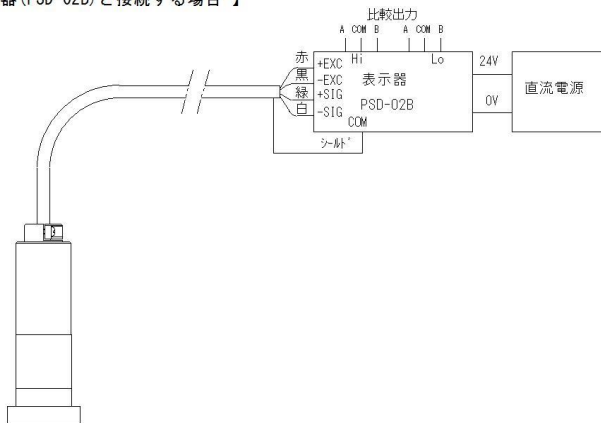 器(PSD-02B)と接続する場合 】
比較出力
A COM B A COM B
赤 +EXC Hi Lo 24V
黒 -EXC 表示器 直流電源
緑 +SIG PSD-02B 0V
白 -SIG
COM
シールド